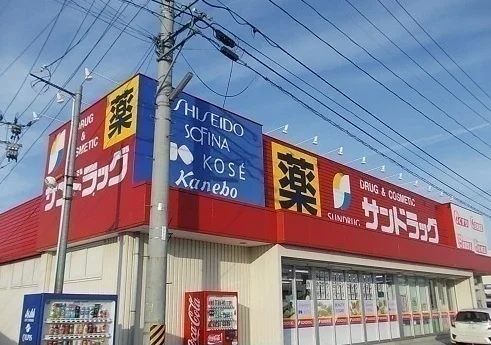 薬
DRUG & COSMETIC
サンドラッグ
SHISEIDO
SOFINA
KOSÉ
Kanebo
薬
SUNDRUG
DRUG & COSMETIC
サンドラッグ
Coca-Cola